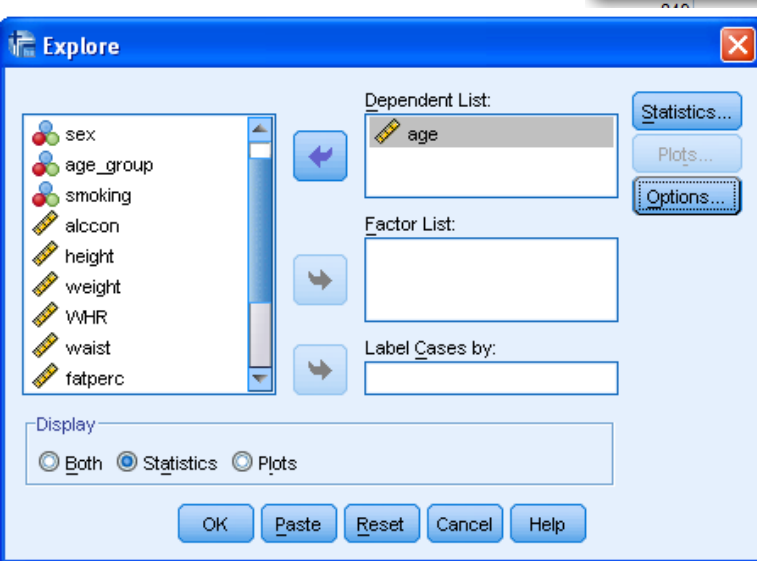 Explore
sex
age_group
smoking
alccon
height
weight
WHR
waist
fatperc
Dependent List:
age
Factor List:
Label Cases by:
Statistics...
Plots...
Options...
Display
Both Statistics Plots
OK Paste Reset Cancel Help